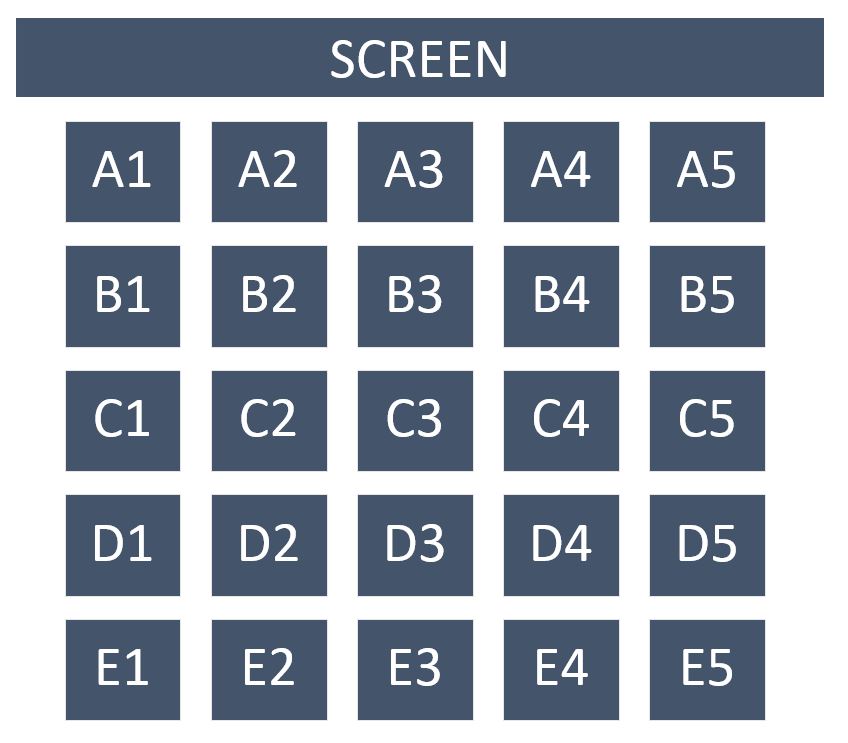 SCREEN
A1 A2 A3 A4 A5
B1 B2 B3 B4 B5
C1 C2 C3 C4 C5
D1 D2 D3 D4 D5
E1 E2 E3 E4 E5